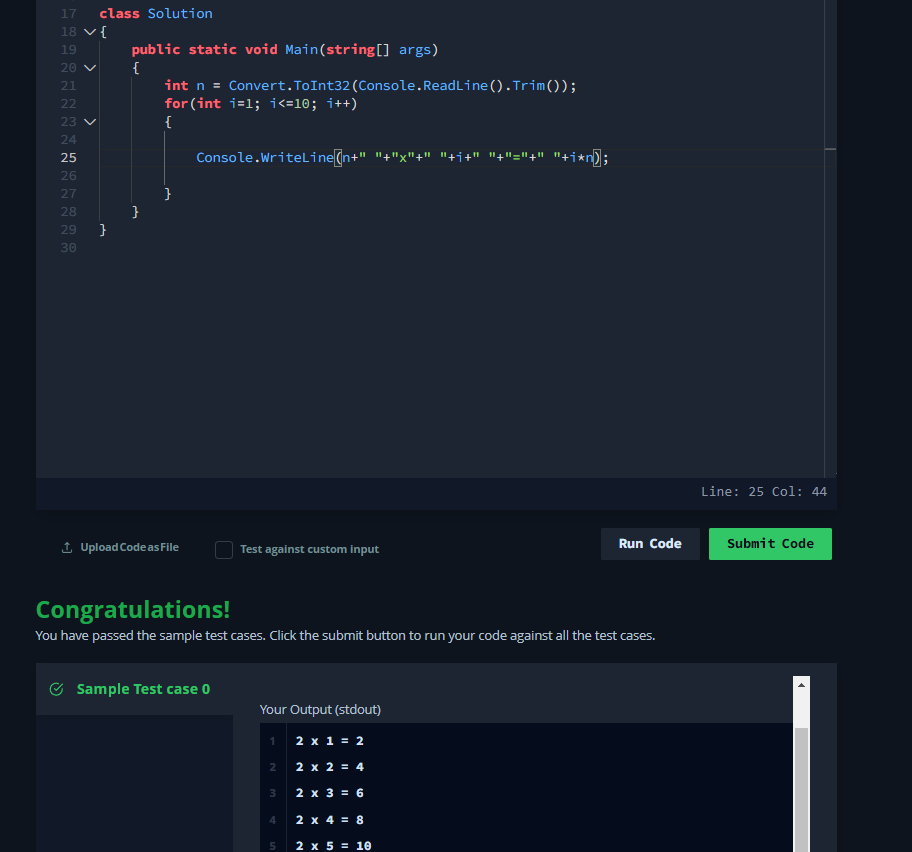 17 class Solution
18 {
19 public static void Main(string[] args)
20 {
21 int n = Convert.ToInt32(Console.ReadLine().Trim());
22 for(int i=1; i<=10; i++)
23 {
24
25 Console.WriteLine(n+" "+"x"+" "+i+" "+"="+" "+i*n);
26
27 }
28 }
29 }
30
Line: 25 Col: 44
Upload Code as File Test against custom input Run Code Submit Code
Congratulations!
You have passed the sample test cases. Click the submit button to run your code against all the test cases.
Sample Test case 0
Your Output (stdout)
1 2 x 1 = 2
2 2 x 2 = 4
3 2 x 3 = 6
4 2 x 4 = 8
5 2 x 5 = 10